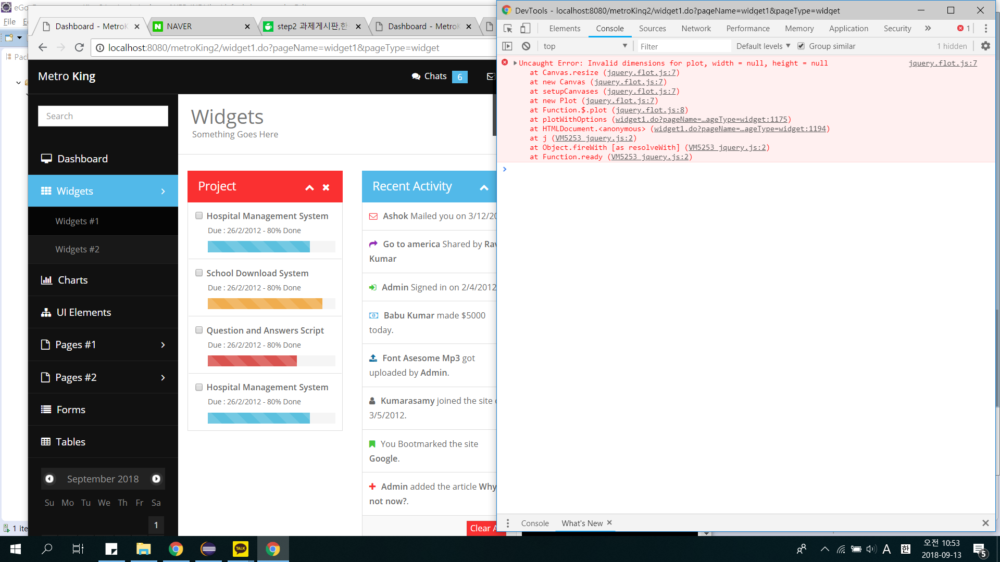 File
Dashboard - MetroK
NAVER
step2 과제게시판,한
Dashboard - MetroK
localhost:8080/metroKing2/widget1.do?pageName=widget1&pageType=widget
Metro King
Chats 6
Search
Dashboard
Widgets
Widgets #1
Widgets #2
Charts
UI Elements
Pages #1
Pages #2
Forms
Tables
September 2018
Su Mo Tu We Th Fr Sa
1
Widgets
Something Goes Here
Project
Hospital Management System
Due : 26/2/2012 - 80% Done
School Download System
Due : 26/2/2012 - 80% Done
Question and Answers Script
Due : 26/2/2012 - 80% Done
Hospital Management System
Due : 26/2/2012 - 80% Done
Recent Activity
Ashok Mailed you on 3/12/20
Go to america Shared by Rav
Kumar
Admin Signed in on 2/4/2012
Babu Kumar made $5000
today.
Font Asesome Mp3 got
uploaded by Admin.
Kumarasamy joined the site
3/5/2012.
You Bootmarked the site
Google.
Admin added the article Why
not now?.
Clear A
DevTools - localhost:8080/metroKing2/widget1.do?pageName=widget1&pageType=widget
Elements Console Sources Network Performance Memory Application Security » 1
top Filter Default levels Group similar 1 hidden
Uncaught Error: Invalid dimensions for plot, width = null, height = null jquery.flot.js:7
at Canvas.resize (jquery.flot.js:7)
at new Canvas (jquery.flot.js:7)
at setupCanvases (jquery.flot.js:7)
at new Plot (jquery.flot.js:7)
at Function.$.plot (jquery.flot.js:8)
at plotWithOptions (widget1.do?pageName=…ageType=widget:1175)
at HTMLDocument.<anonymous> (widget1.do?pageName=…ageType=widget:1194)
at j (VM5253 jquery.js:2)
at Object.fireWith [as resolveWith] (VM5253 jquery.js:2)
at Function.ready (VM5253 jquery.js:2)
Console What's New
1 ite
TALK
A 한
오전 10:53
2018-09-13
5